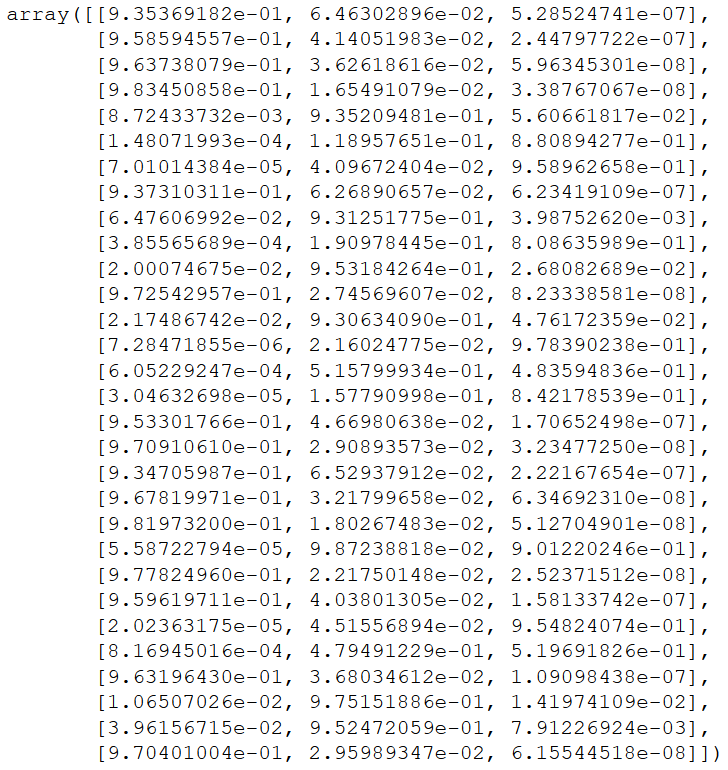 array([[9.35369182e-01, 6.46302896e-02, 5.28524741e-07],
[9.58594557e-01, 4.14051983e-02, 2.44797722e-07],
[9.63738079e-01, 3.62618616e-02, 5.96345301e-08],
[9.83450858e-01, 1.65491079e-02, 3.38767067e-08],
[8.72433732e-03, 9.35209481e-01, 5.60661817e-02],
[1.48071993e-04, 1.18957651e-01, 8.80894277e-01],
[7.01014384e-05, 4.09672404e-02, 9.58962658e-01],
[9.37310311e-01, 6.26890657e-02, 6.23419109e-07],
[6.47606992e-02, 9.31251775e-01, 3.98752620e-03],
[3.85565689e-04, 1.90978445e-01, 8.08635989e-01],
[2.00074675e-02, 9.53184264e-01, 2.68082689e-02],
[9.72542957e-01, 2.74569607e-02, 8.23338581e-08],
[2.17486742e-02, 9.30634090e-01, 4.76172359e-02],
[7.28471855e-06, 2.16024775e-02, 9.78390238e-01],
[6.05229247e-04, 5.15799934e-01, 4.83594836e-01],
[3.04632698e-05, 1.57790998e-01, 8.42178539e-01],
[9.53301766e-01, 4.66980638e-02, 1.70652498e-07],
[9.70910610e-01, 2.90893573e-02, 3.23477250e-08],
[9.34705987e-01, 6.52937912e-02, 2.22167654e-07],
[9.67819971e-01, 3.21799658e-02, 6.34692310e-08],
[9.81973200e-01, 1.80267483e-02, 5.12704901e-08],
[5.58722794e-05, 9.87238818e-02, 9.01220246e-01],
[9.77824960e-01, 2.21750148e-02, 2.52371512e-08],
[9.59619711e-01, 4.03801305e-02, 1.58133742e-07],
[2.02363175e-05, 4.51556894e-02, 9.54824074e-01],
[8.16945016e-04, 4.79491229e-01, 5.19691826e-01],
[9.63196430e-01, 3.68034612e-02, 1.09098438e-07],
[1.06507026e-02, 9.75151886e-01, 1.41974109e-02],
[3.96156715e-02, 9.52472059e-01, 7.91226924e-03],
[9.70401004e-01, 2.95989347e-02, 6.15544518e-08]])